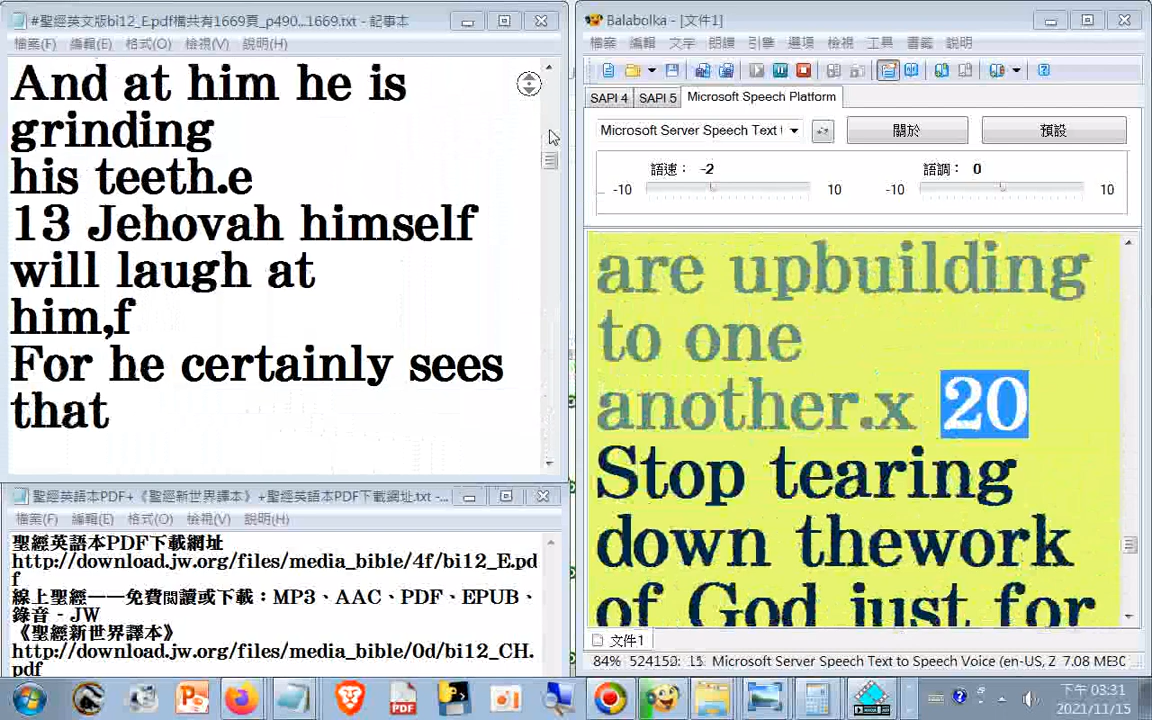 #聖經英文版bi12_E.pdf檔共有1669頁_p490...1669.txt - 記事本
檔案(F) 編輯(E) 格式(O) 檢視(V) 說明(H)
And at him he is
grinding
his teeth.e
13 Jehovah himself
will laugh at
him,f
For he certainly sees
that
聖經英語本PDF+《聖經新世界譯本》+聖經英語本PDF下載網址.txt -...
檔案(F) 編輯(E) 格式(O) 檢視(V) 說明(H)
聖經英語本PDF下載網址
http://download.jw.org/files/media_bible/4f/bi12_E.pd
f
線上聖經——免費閱讀或下載：MP3、AAC、PDF、EPUB、
錄音 - JW
《聖經新世界譯本》
http://download.jw.org/files/media_bible/0d/bi12_CH.
pdf
Balabolka - [文件1]
檔案 編輯 文字 朗讀 引擎 選項 檢視 工具 書籤 說明
SAPI 4 SAPI 5 Microsoft Speech Platform
Microsoft Server Speech Text 關於 預設
語速： -2 語調： 0
-10 10 -10 10
are upbuilding
to one
another.x 20
Stop tearing
down thework
of God just for
文件1
84% 524150: 15 Microsoft Server Speech Text to Speech Voice (en-US, Z 7.08 MB
PDF
下午 03:31
2021/11/15